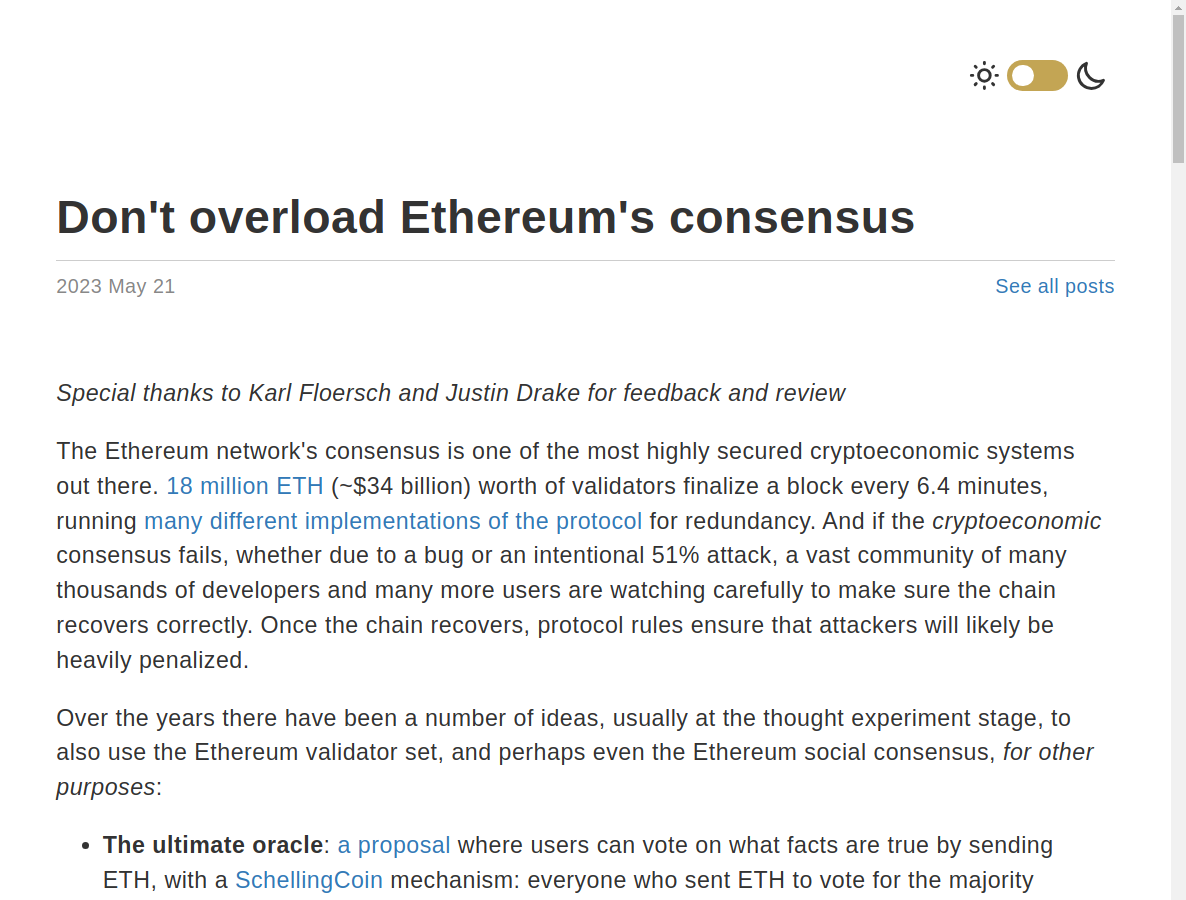 Don't overload Ethereum's consensus
2023 May 21
See all posts
Special thanks to Karl Floersch and Justin Drake for feedback and review
The Ethereum network's consensus is one of the most highly secured cryptoeconomic systems
out there. 18 million ETH (~$34 billion) worth of validators finalize a block every 6.4 minutes,
running many different implementations of the protocol for redundancy. And if the cryptoeconomic
consensus fails, whether due to a bug or an intentional 51% attack, a vast community of many
thousands of developers and many more users are watching carefully to make sure the chain
recovers correctly. Once the chain recovers, protocol rules ensure that attackers will likely be
heavily penalized.
Over the years there have been a number of ideas, usually at the thought experiment stage, to
also use the Ethereum validator set, and perhaps even the Ethereum social consensus, for other
purposes:
• The ultimate oracle: a proposal where users can vote on what facts are true by sending
ETH, with a SchellingCoin mechanism: everyone who sent ETH to vote for the majority